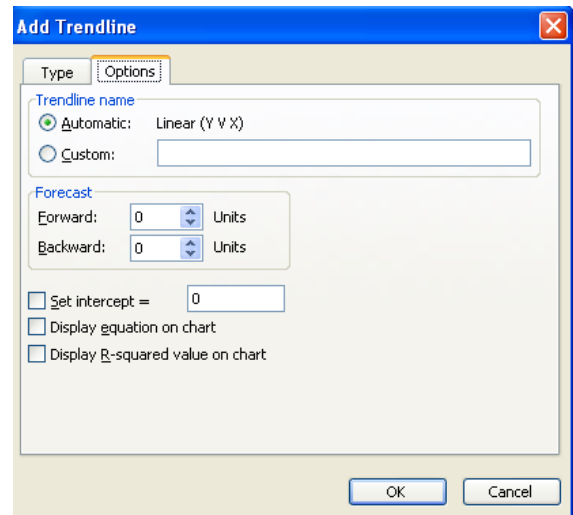 Add Trendline
Type Options
Trendline name
Automatic: Linear (Y V X)
Custom:
Forecast
Forward: 0 Units
Backward: 0 Units
Set intercept = 0
Display equation on chart
Display R-squared value on chart
OK Cancel